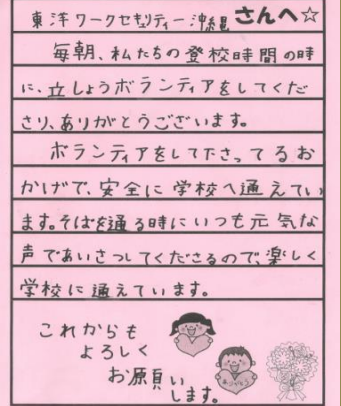 東洋ワークセキュリティー沖縄さんへ☆
毎朝、私たちの登校時間の時
に、立しょうボランティアをしてくだ
さり、ありがとうございます。
ボランティアをして下さってるお
かげで、安全に学校へ通えてい
ます。そばを通る時にいつも元気な
声であいさつしてくださるので、楽しく
学校に通えています。
これからも
よろしく
お願い
します。
ありがとう